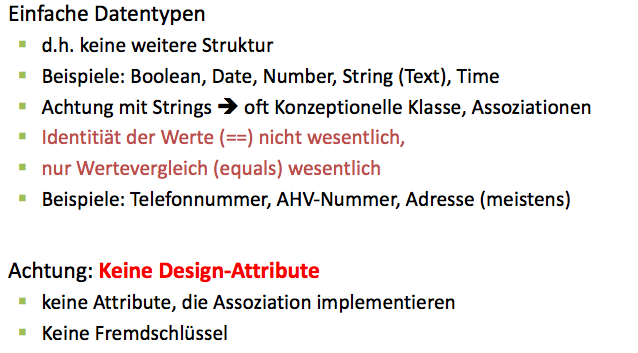 Einfache Datentypen
▪ d.h. keine weitere Struktur
▪ Beispiele: Boolean, Date, Number, String (Text), Time
▪ Achtung mit Strings ➔ oft Konzeptionelle Klasse, Assoziationen
▪ Identitiät der Werte (==) nicht wesentlich,
▪ nur Wertevergleich (equals) wesentlich
▪ Beispiele: Telefonnummer, AHV-Nummer, Adresse (meistens)
Achtung: Keine Design-Attribute
▪ keine Attribute, die Assoziation implementieren
▪ Keine Fremdschlüssel